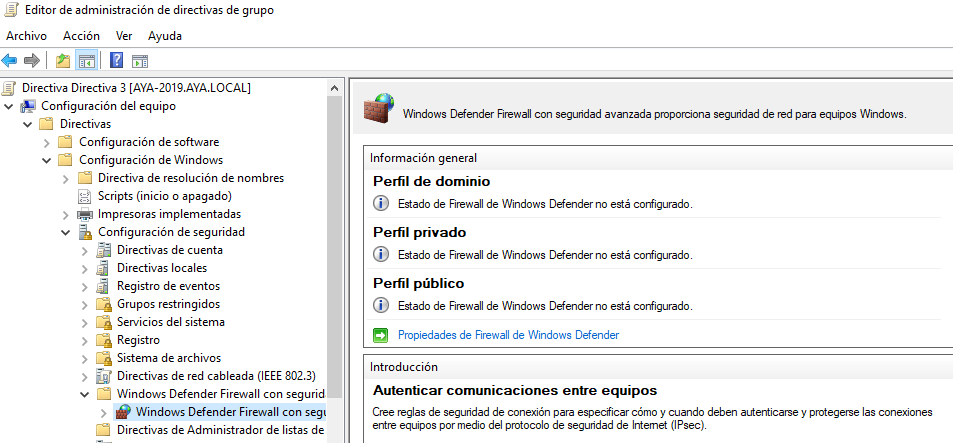 Editor de administración de directivas de grupo
Archivo Acción Ver Ayuda
Directiva Directiva 3 [AYA-2019.AYA.LOCAL]
Configuración del equipo
Directivas
Configuración de software
Configuración de Windows
Directiva de resolución de nombres
Scripts (inicio o apagado)
Impresoras implementadas
Configuración de seguridad
Directivas de cuenta
Directivas locales
Registro de eventos
Grupos restringidos
Servicios del sistema
Registro
Sistema de archivos
Directivas de red cableada (IEEE 802.3)
Windows Defender Firewall con segurid
Windows Defender Firewall con segu
Directivas de Administrador de listas de
Windows Defender Firewall con seguridad avanzada proporciona seguridad de red para equipos Windows.
Información general
Perfil de dominio
Estado de Firewall de Windows Defender no está configurado.
Perfil privado
Estado de Firewall de Windows Defender no está configurado.
Perfil público
Estado de Firewall de Windows Defender no está configurado.
Propiedades de Firewall de Windows Defender
Introducción
Autenticar comunicaciones entre equipos
Cree reglas de seguridad de conexión para especificar cómo y cuando deben autenticarse y protegerse las conexiones
entre equipos por medio del protocolo de seguridad de Internet (IPsec).